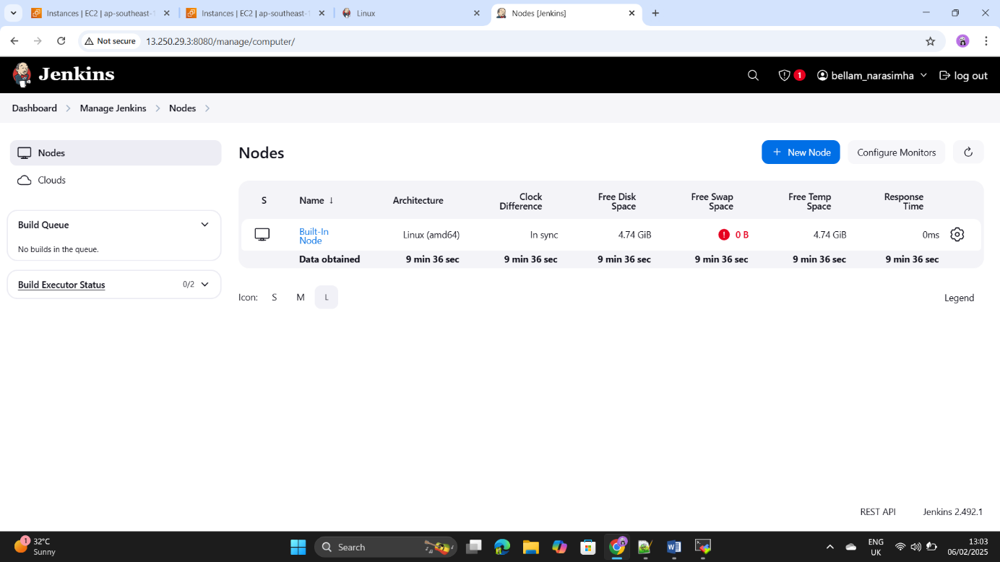 Instances | EC2 | ap-southeast-1
Instances | EC2 | ap-southeast-1
Linux
Nodes [Jenkins]
Not secure
13.250.29.3:8080/manage/computer/
Jenkins
1
bellam_narasimha
log out
Dashboard
Manage Jenkins
Nodes
Nodes
Clouds
Build Queue
No builds in the queue.
Build Executor Status
0/2
Nodes
+ New Node
Configure Monitors
S
Name ↓
Architecture
Clock
Difference
Free Disk
Space
Free Swap
Space
Free Temp
Space
Response
Time
Built-In
Node
Linux (amd64)
In sync
4.74 GiB
! 0 B
4.74 GiB
0ms
Data obtained
9 min 36 sec
9 min 36 sec
9 min 36 sec
9 min 36 sec
9 min 36 sec
9 min 36 sec
Icon:
S
M
L
Legend
REST API
Jenkins 2.492.1
1
32°C
Sunny
Search
ENG
UK
13:03
06/02/2025